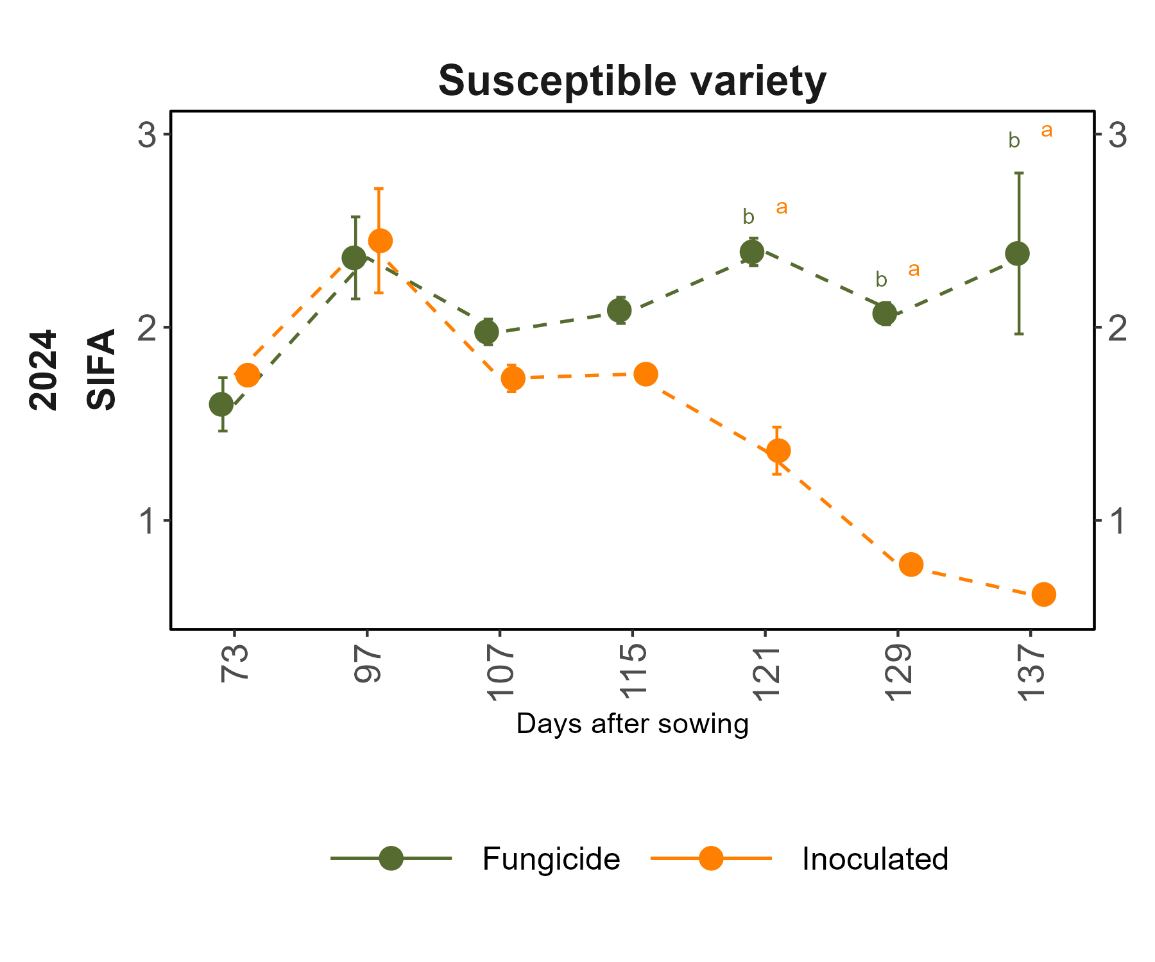 Susceptible variety
3
3
b
a
b
a
b
a
2
2
1
1
2024
SIFA
73
97
107
115
121
129
137
Days after sowing
Fungicide
Inoculated